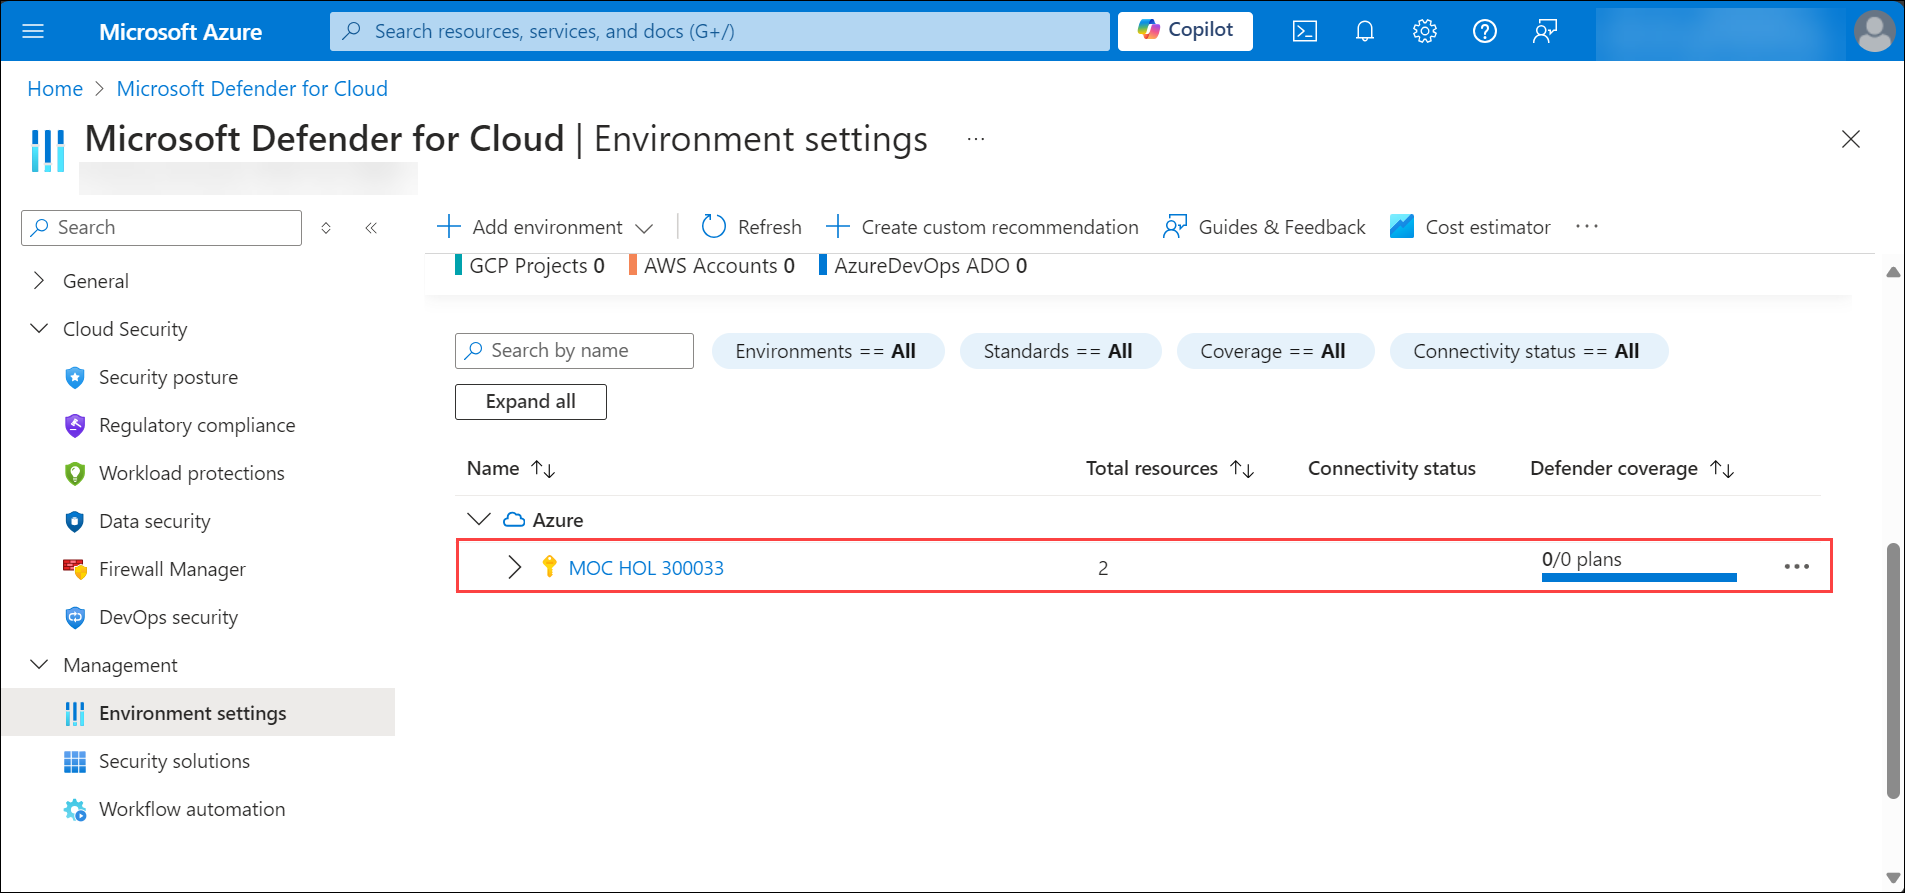 Microsoft Azure
Search resources, services, and docs (G+/)
Copilot
Home > Microsoft Defender for Cloud
Microsoft Defender for Cloud | Environment settings ...
Search
Add environment
Refresh
Create custom recommendation
Guides & Feedback
Cost estimator
...
General
Cloud Security
Security posture
Regulatory compliance
Workload protections
Data security
Firewall Manager
DevOps security
Management
Environment settings
Security solutions
Workflow automation
GCP Projects 0
AWS Accounts 0
AzureDevOps ADO 0
Search by name
Environments == All
Standards == All
Coverage == All
Connectivity status == All
Expand all
Name
Total resources
Connectivity status
Defender coverage
Azure
MOC HOL 300033
2
0/0 plans
...